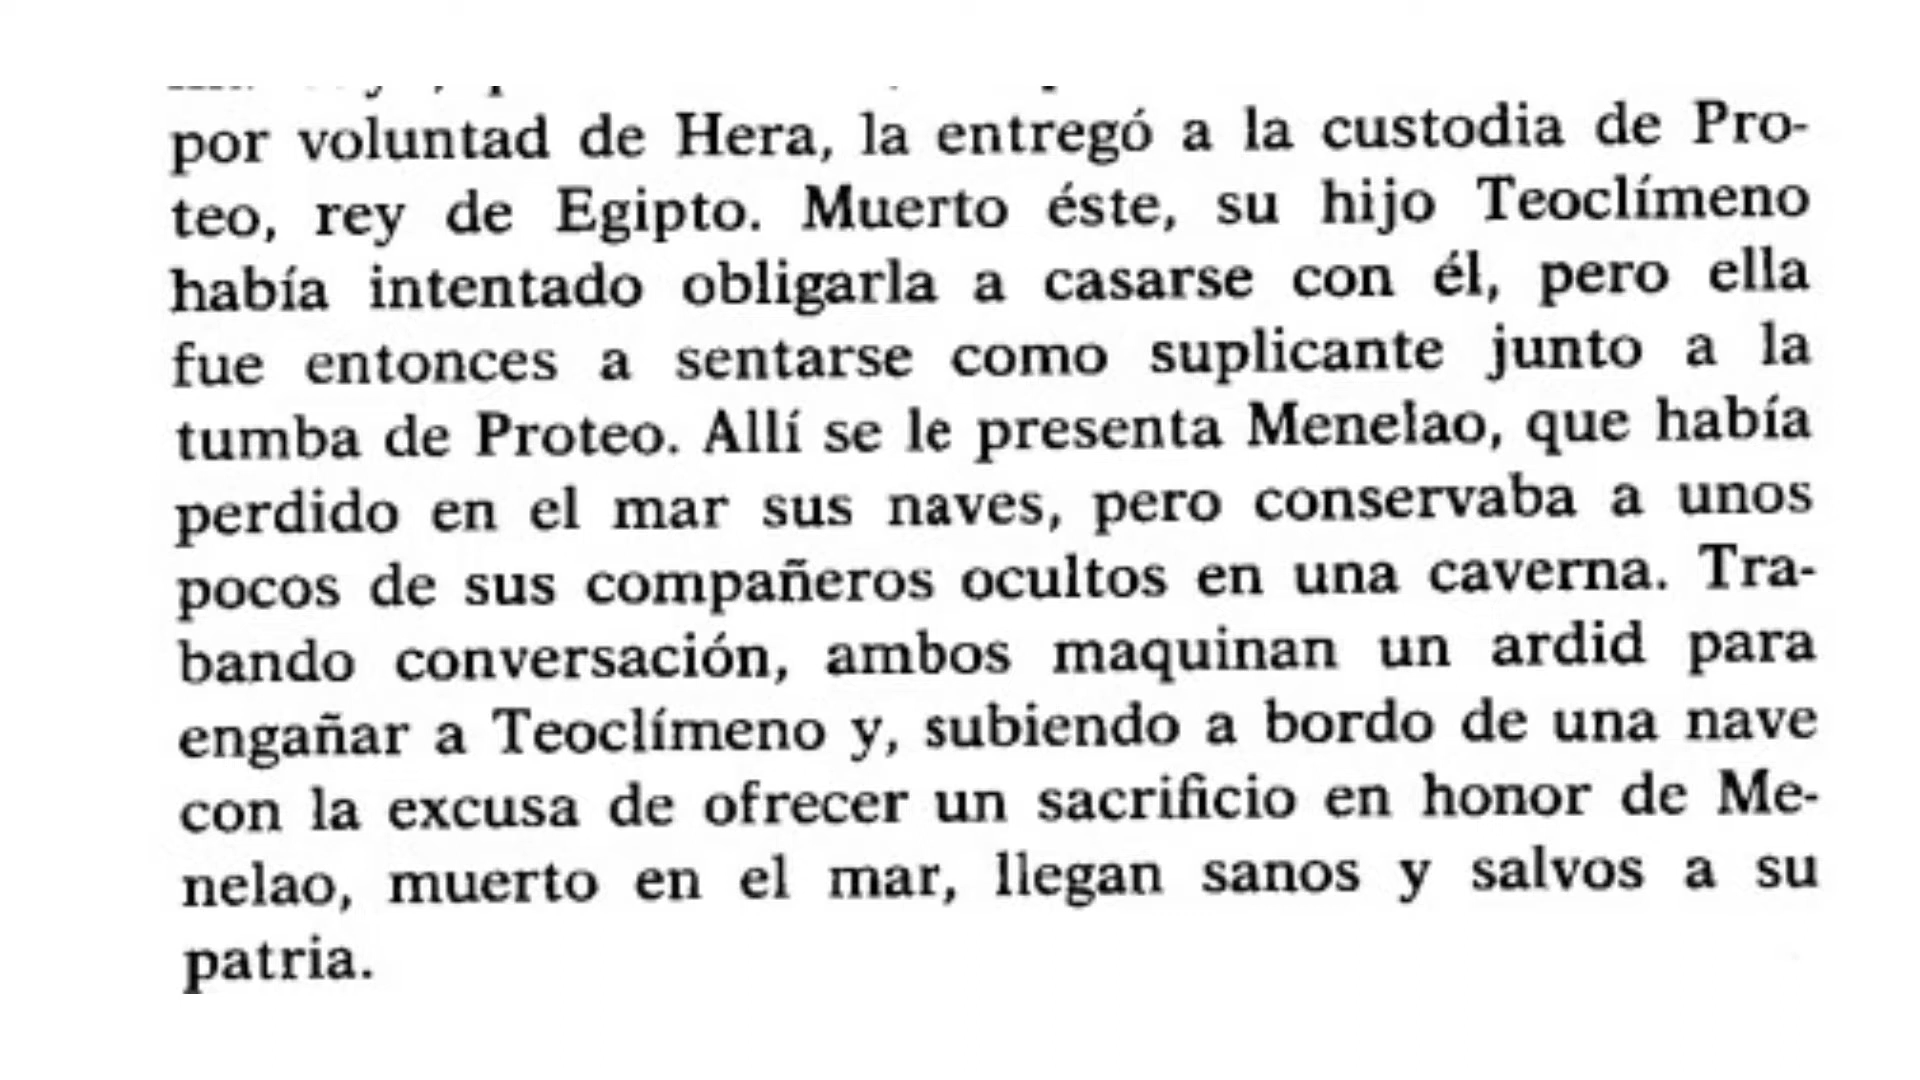 por voluntad de Hera, la entregó a la custodia de Pro-
teo, rey de Egipto. Muerto éste, su hijo Teoclímeno
había intentado obligarla a casarse con él, pero ella
fue entonces a sentarse como suplicante junto a la
tumba de Proteo. Allí se le presenta Menelao, que había
perdido en el mar sus naves, pero conservaba a unos
pocos de sus compañeros ocultos en una caverna. Tra-
bando conversación, ambos maquinan un ardid para
engañar a Teoclímeno y, subiendo a bordo de una nave
con la excusa de ofrecer un sacrificio en honor de Me-
nelao, muerto en el mar, llegan sanos y salvos a su
patria.